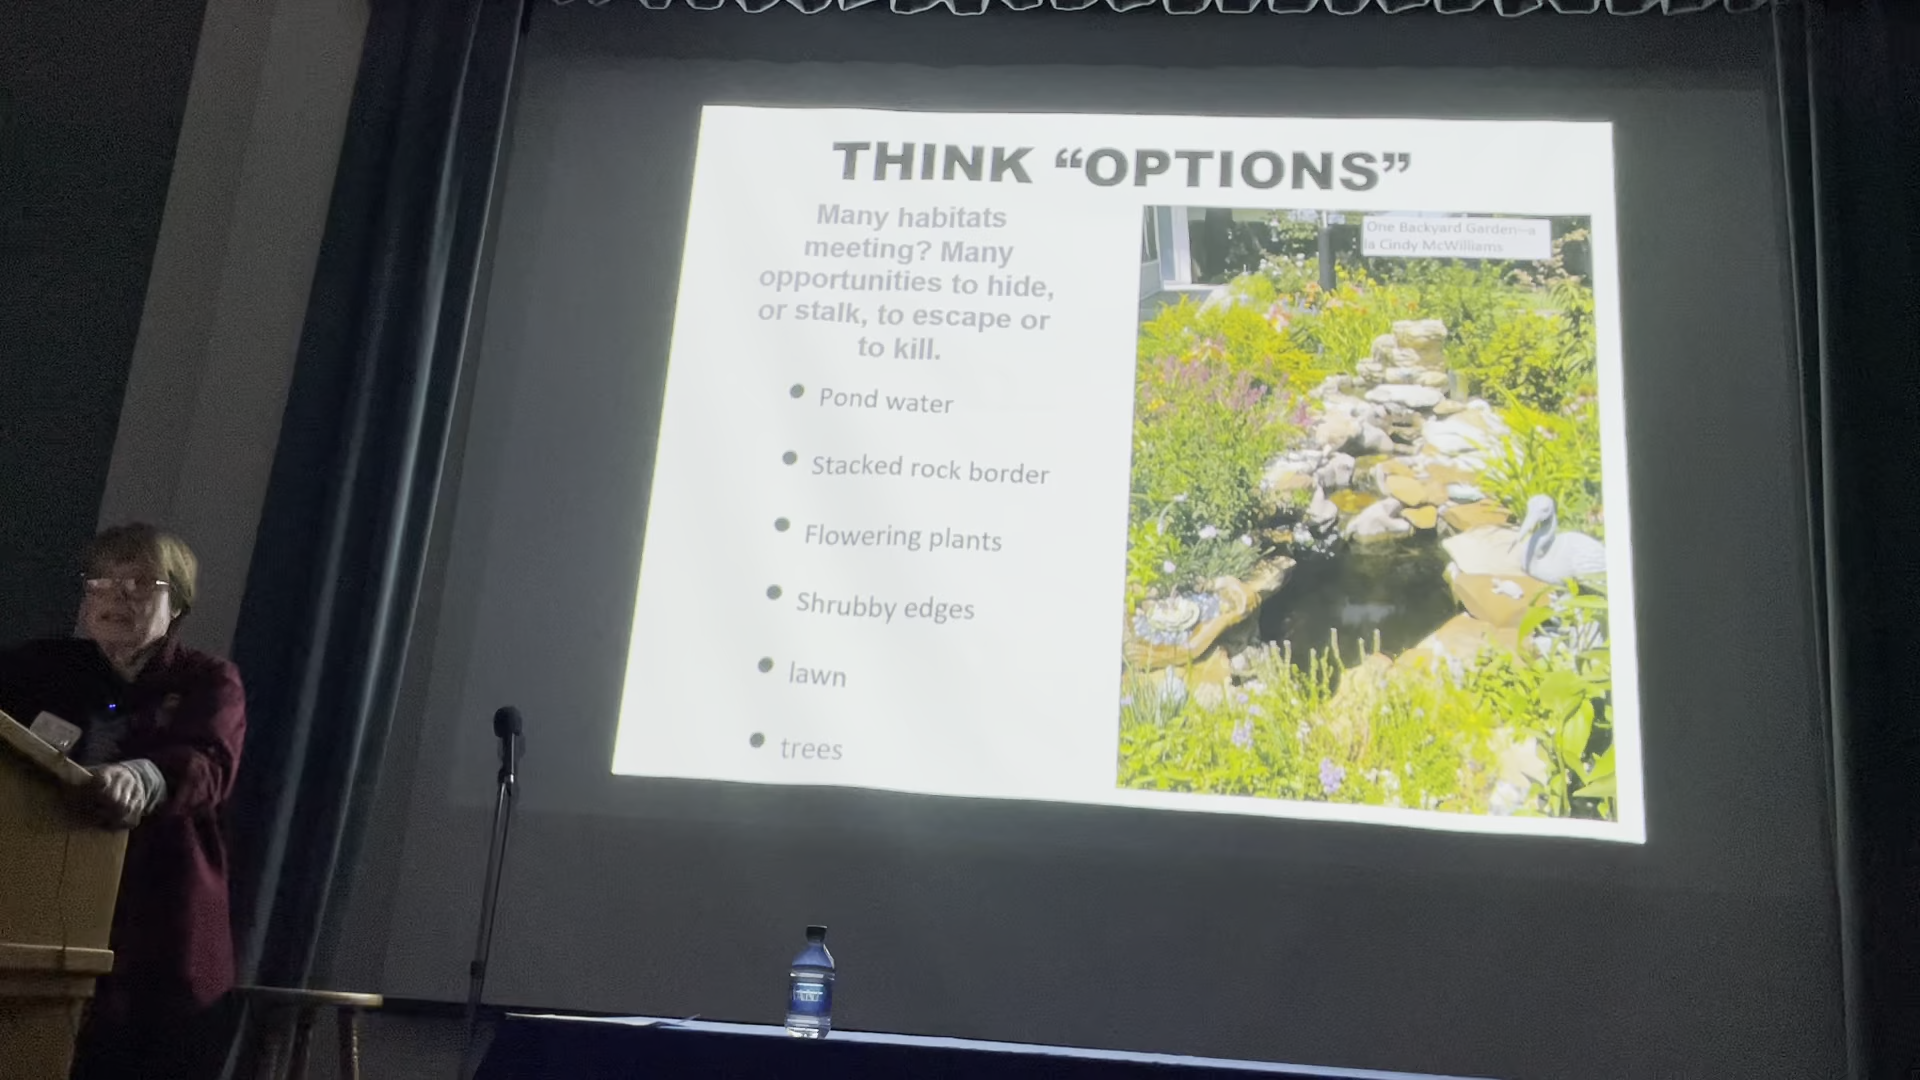 THINK “OPTIONS”
Many habitats
meeting? Many
opportunities to hide,
or stalk, to escape or
to kill.
● Pond water
● Stacked rock border
● Flowering plants
● Shrubby edges
● lawn
● trees
One Backyard Garden—a
la Cindy McWilliams